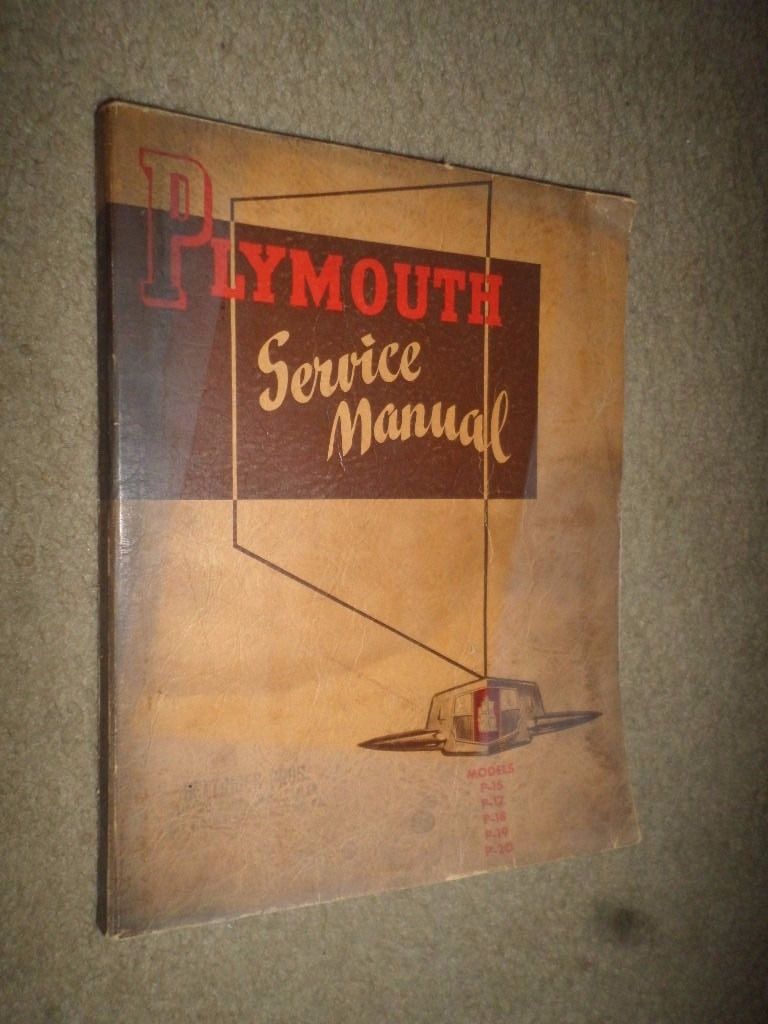 PLYMOUTH
Service
Manual
MODELS
P-15
P-17
P-18
P-19
P-20